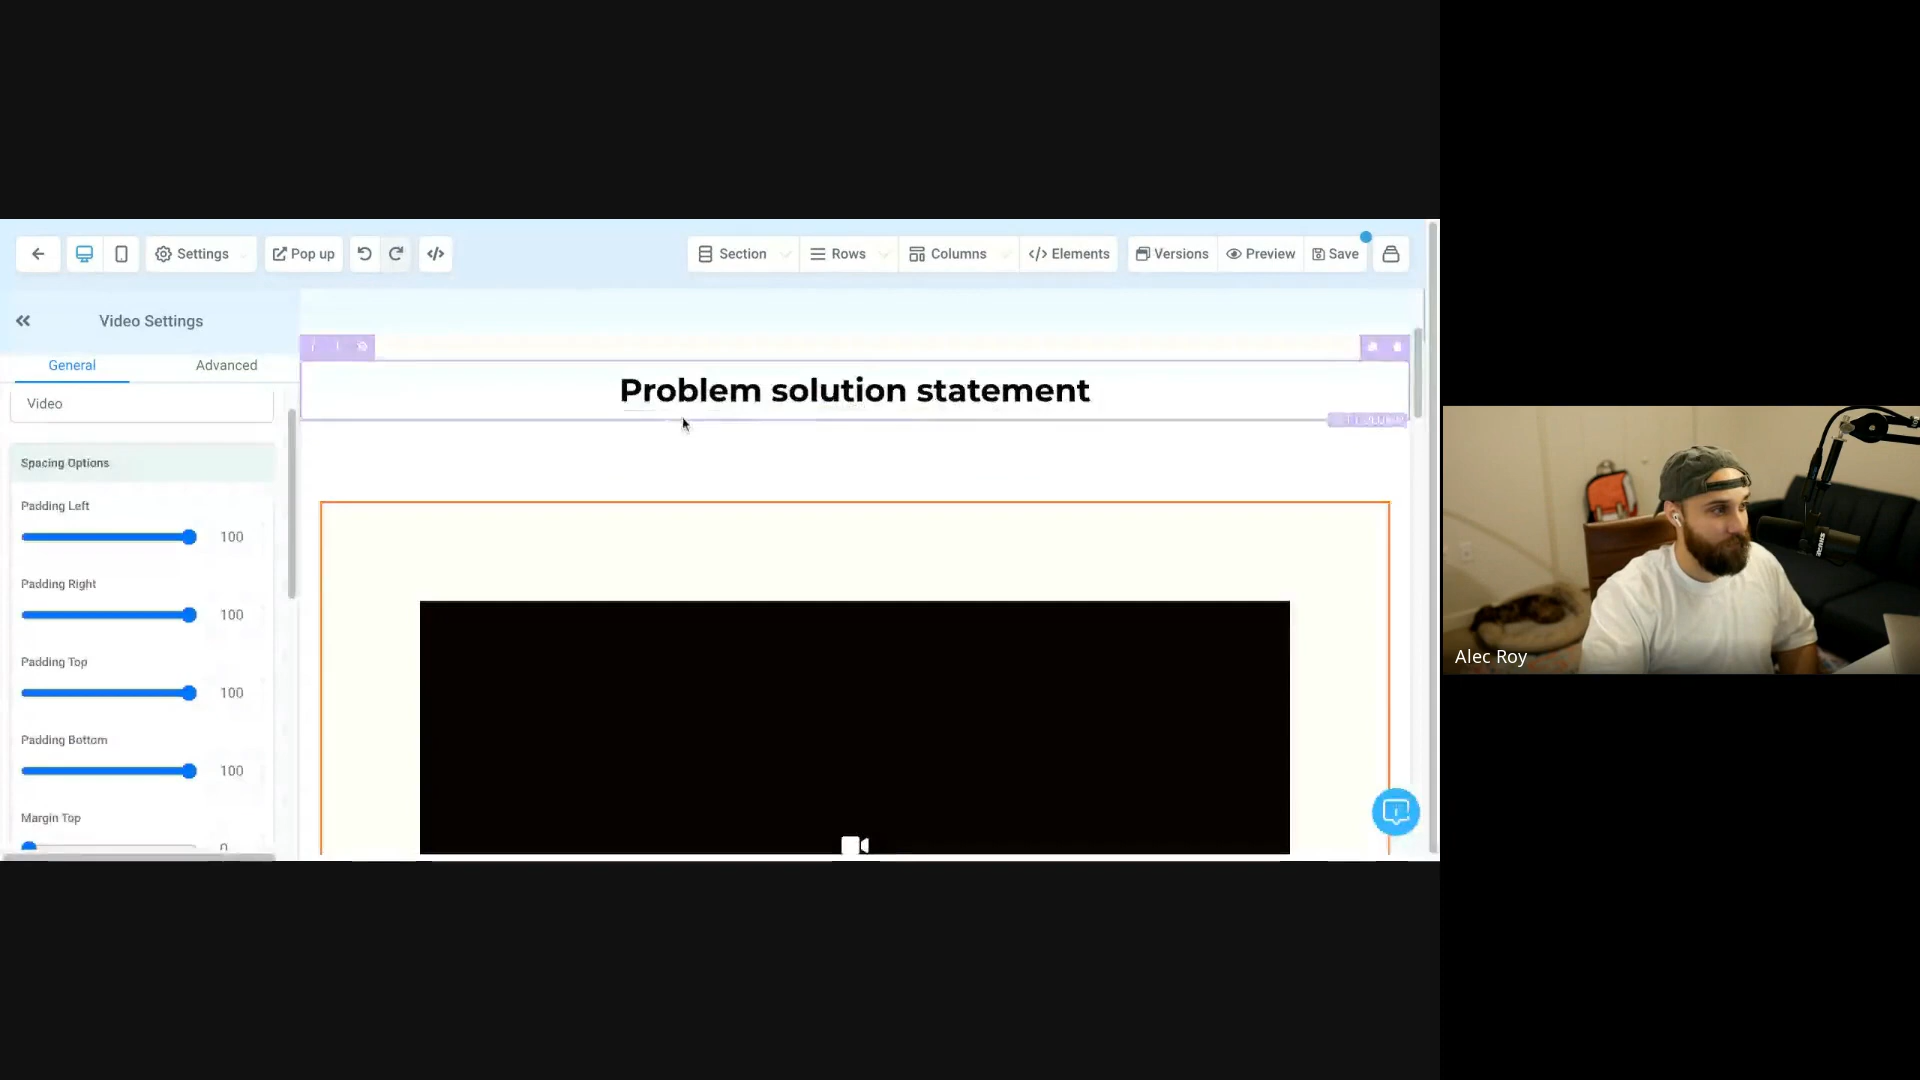 Settings
Pop up
Section
Rows
Columns
</> Elements
Versions
Preview
Save
Video Settings
General
Advanced
Video
Spacing Options
Padding Left
100
Padding Right
100
Padding Top
100
Padding Bottom
100
Margin Top
0
Problem solution statement
Alec Roy